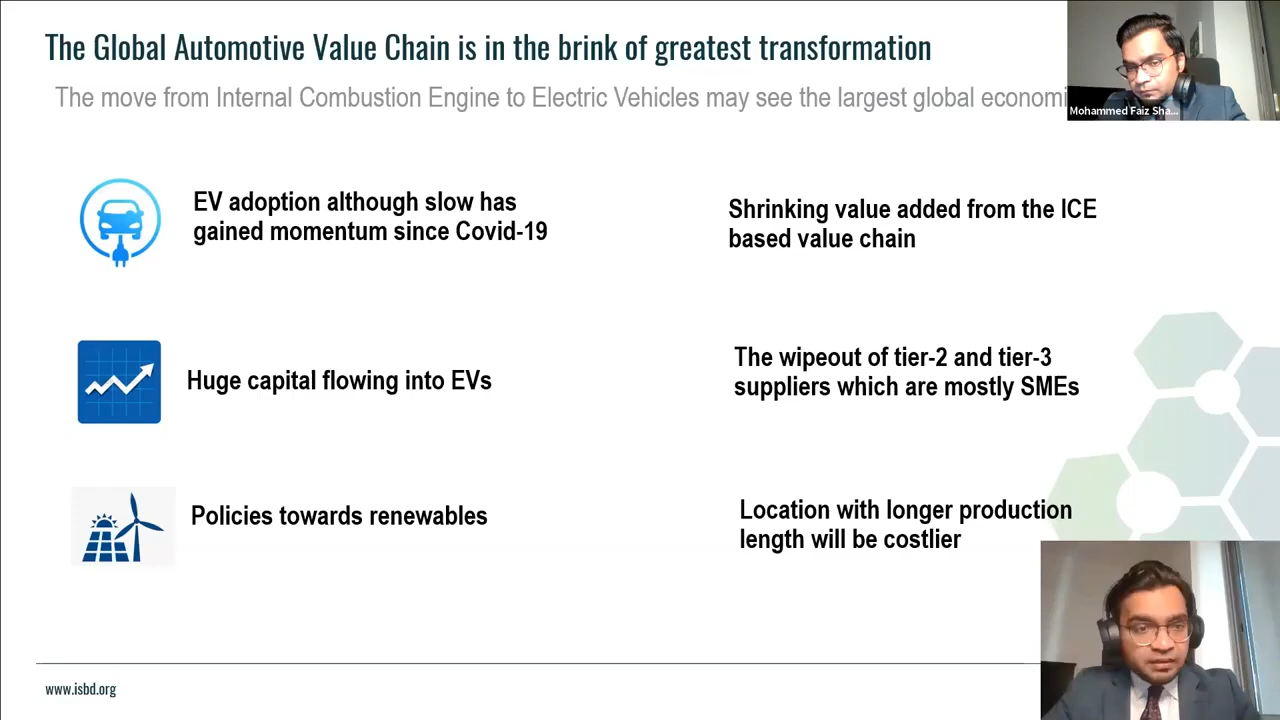 The Global Automotive Value Chain is in the brink of greatest transformation
The move from Internal Combustion Engine to Electric Vehicles may see the largest global
Mohammed Faiz Sha...
EV adoption although slow has
gained momentum since Covid-19
Shrinking value added from the ICE
based value chain
Huge capital flowing into EVs
The wipeout of tier-2 and tier-3
suppliers which are mostly SMEs
Policies towards renewables
Location with longer production
length will be costlier
www.isbd.org